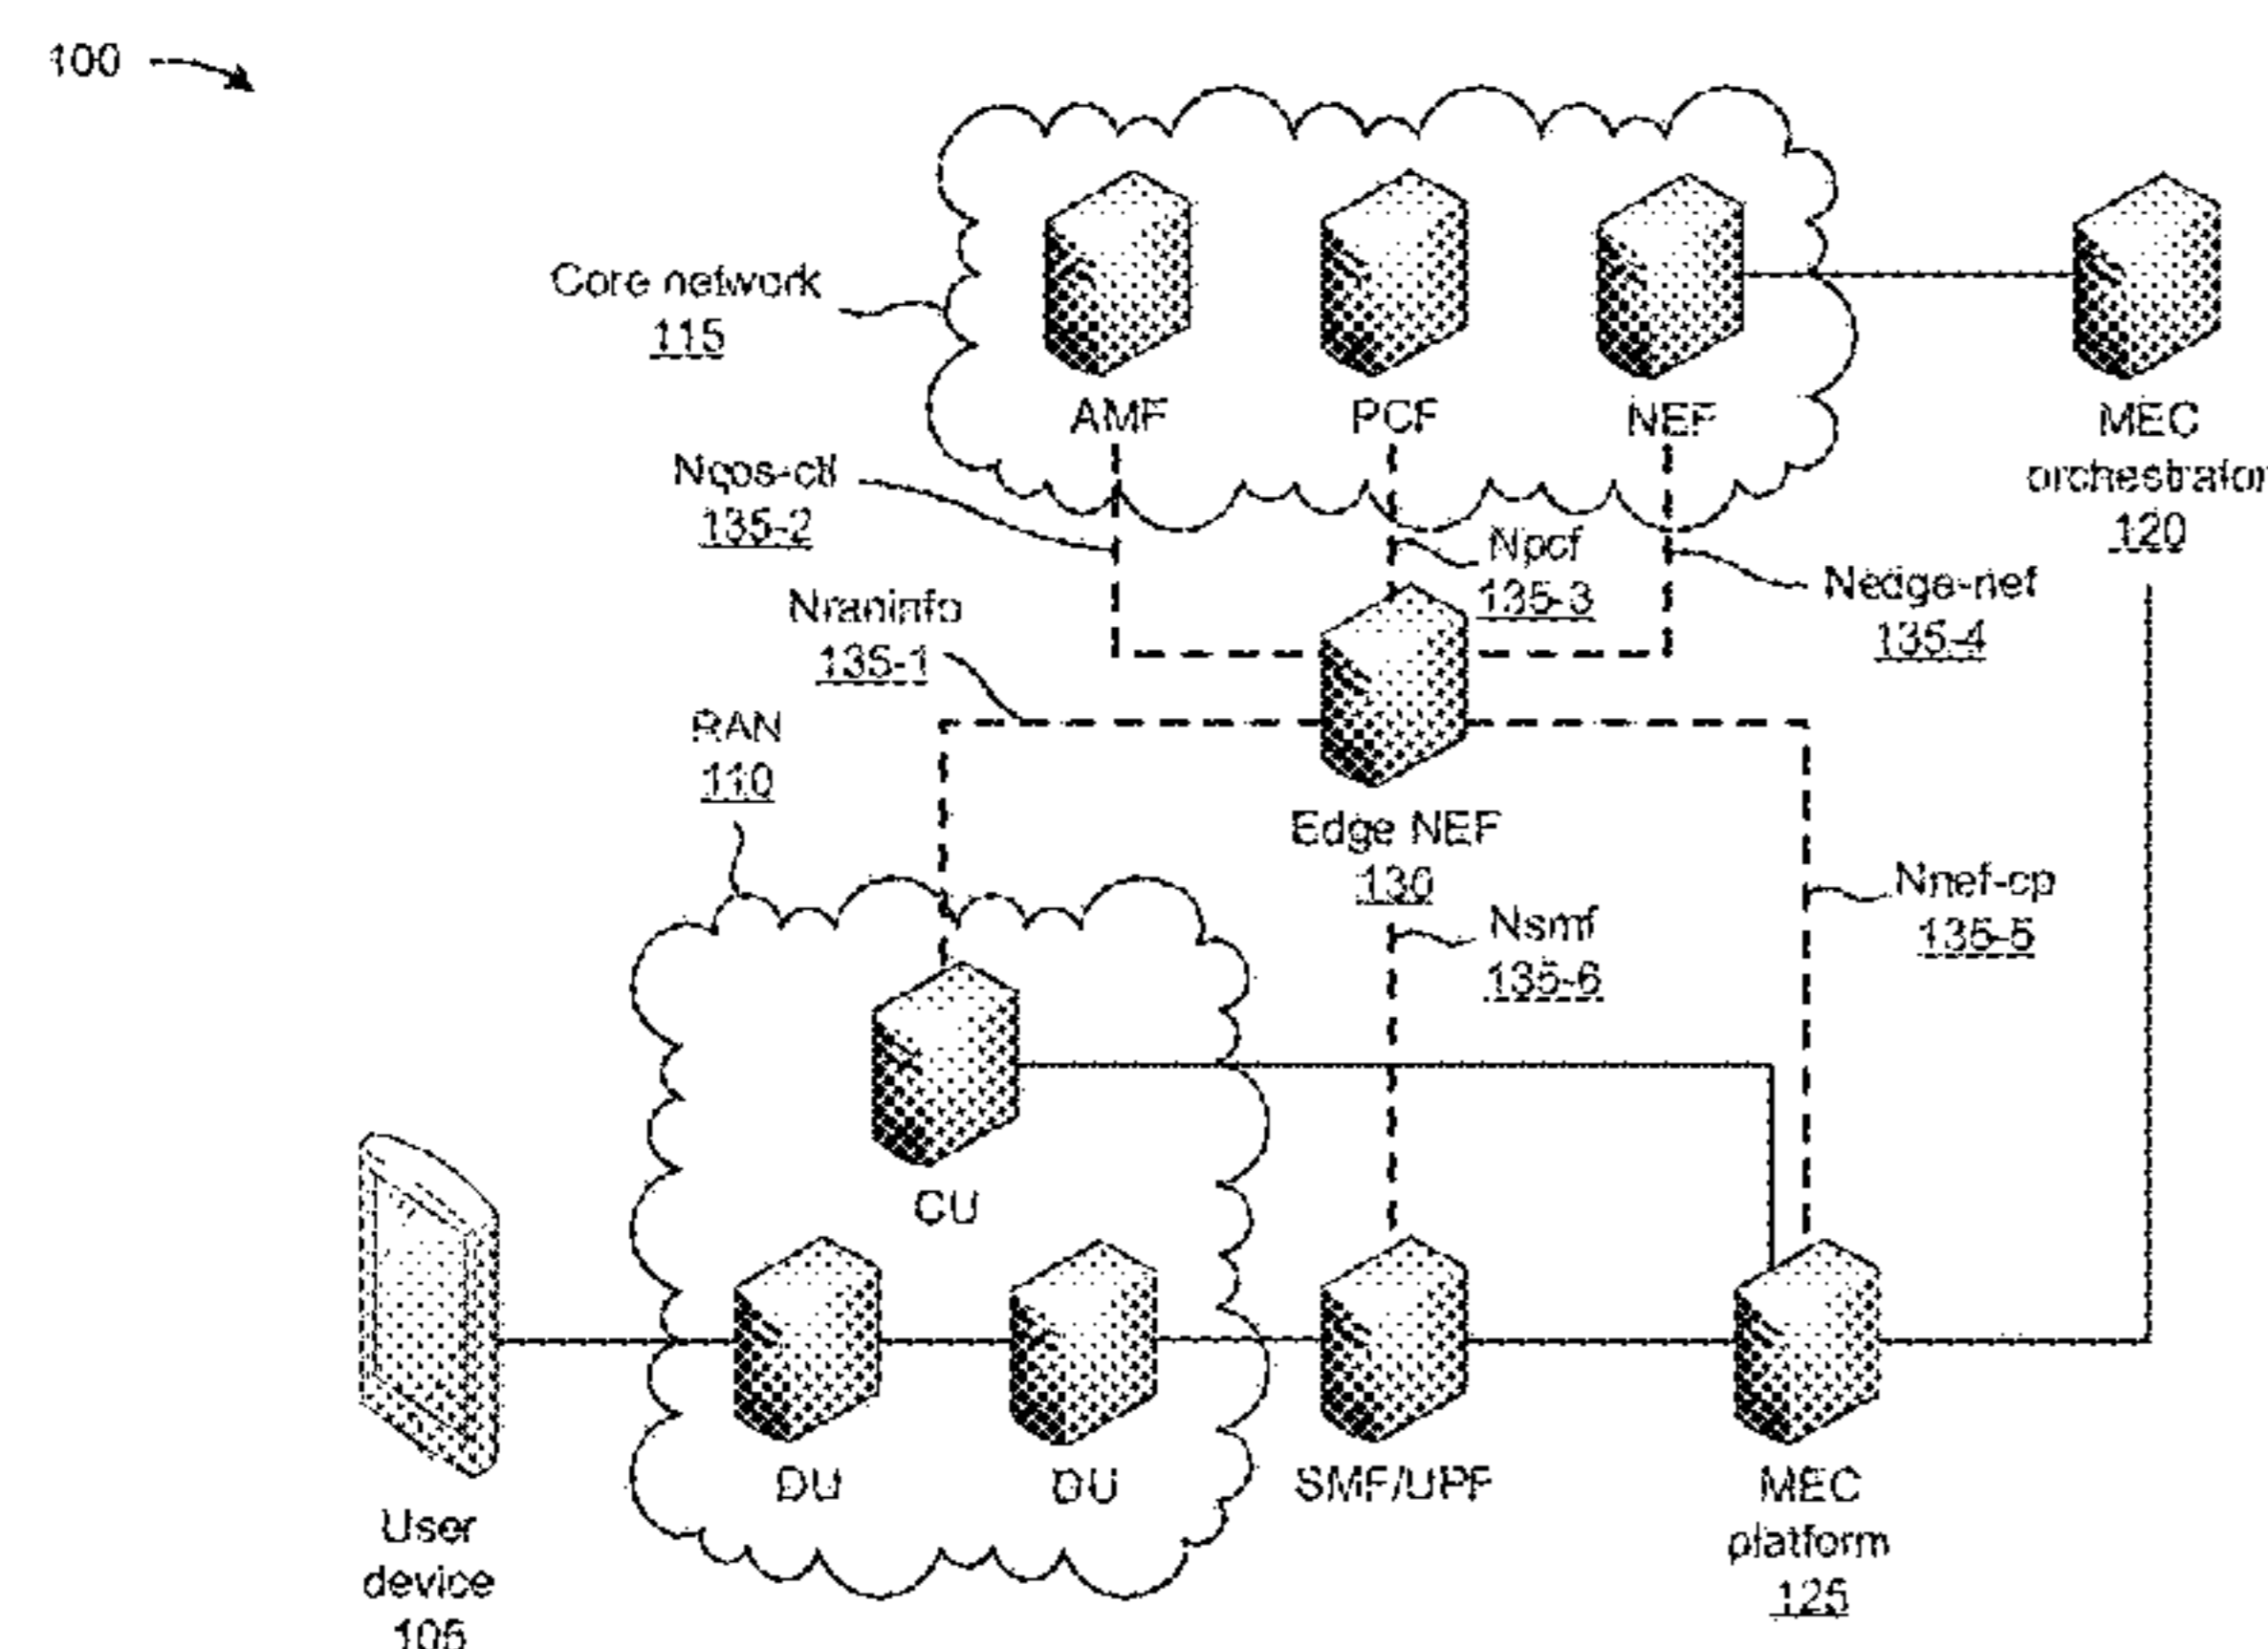 100
Core network
115
AMF
PCF
NEF
MEC
orchestrator
120
Nqos-ctl
135-2
Npcf
135-3
Nedge-nef
135-4
Nraninfo
135-1
RAN
110
Edge NEF
130
Nnef-cp
135-5
Nsmf
135-6
CU
DU
DU
SMF/UPF
MEC
platform
125
User
device
105